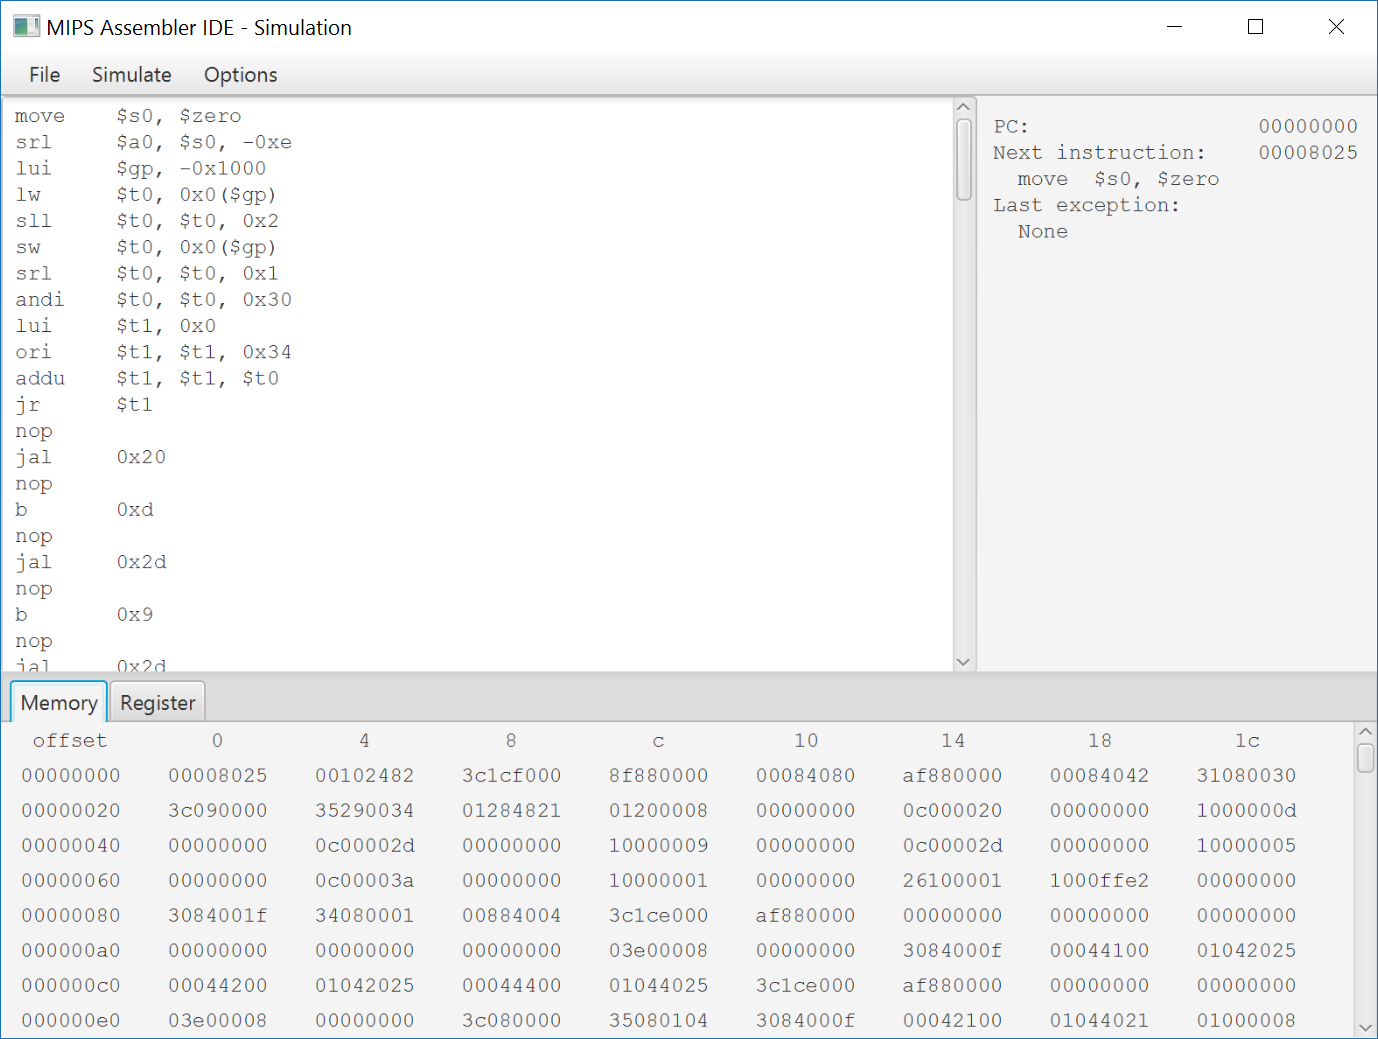 MIPS Assembler IDE - Simulation
File Simulate Options
move $s0, $zero
srl $a0, $s0, -0xe
lui $gp, -0x1000
lw $t0, 0x0($gp)
sll $t0, $t0, 0x2
sw $t0, 0x0($gp)
srl $t0, $t0, 0x1
andi $t0, $t0, 0x30
lui $t1, 0x0
ori $t1, $t1, 0x34
addu $t1, $t1, $t0
jr $t1
nop
jal 0x20
nop
b 0xd
nop
jal 0x2d
nop
b 0x9
nop
jal 0x2d
PC: 00000000
Next instruction: 00008025
move $s0, $zero
Last exception:
None
Memory Register
offset 0 4 8 c 10 14 18 1c
00000000 00008025 00102482 3c1cf000 8f880000 00084080 af880000 00084042 31080030
00000020 3c090000 35290034 01284821 01200008 00000000 0c000020 00000000 1000000d
00000040 00000000 0c00002d 00000000 10000009 00000000 0c00002d 00000000 10000005
00000060 00000000 0c00003a 00000000 10000001 00000000 26100001 1000ffe2 00000000
00000080 3084001f 34080001 00884004 3c1ce000 af880000 00000000 00000000 00000000
000000a0 00000000 00000000 00000000 03e00008 00000000 3084000f 00044100 01042025
000000c0 00044200 01042025 00044400 01044025 3c1ce000 af880000 00000000 00000000
000000e0 03e00008 00000000 3c080000 35080104 3084000f 00042100 01044021 01000008